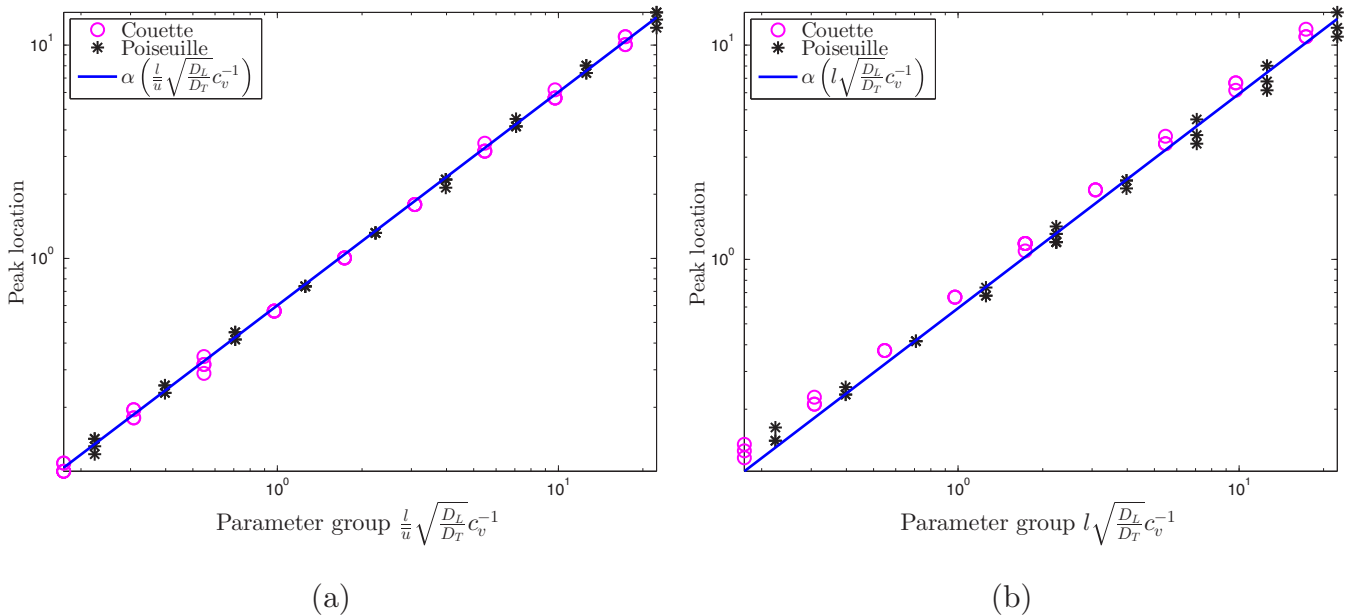 Couette
Poiseuille
α (l/ū √(D_L/D_T) c_v^{-1})
10^1
10^0
Peak location
10^0
10^1
Parameter group l/ū √(D_L/D_T) c_v^{-1}
(a)
Couette
Poiseuille
α (l √(D_L/D_T) c_v^{-1})
10^1
10^0
Peak location
10^0
10^1
Parameter group l √(D_L/D_T) c_v^{-1}
(b)